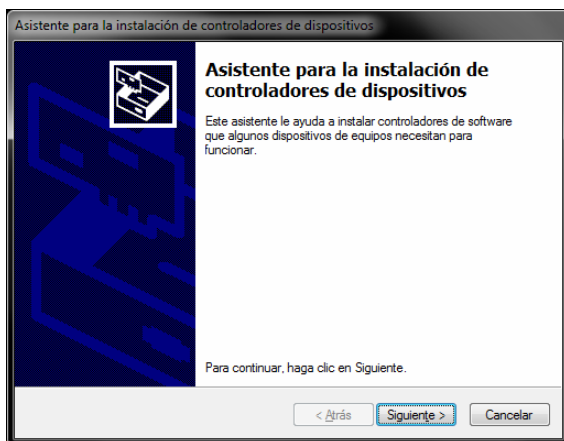 Asistente para la instalación de controladores de dispositivos
Asistente para la instalación de
controladores de dispositivos
Este asistente le ayuda a instalar controladores de software
que algunos dispositivos de equipos necesitan para
funcionar.
Para continuar, haga clic en Siguiente.
< Atrás
Siguiente >
Cancelar